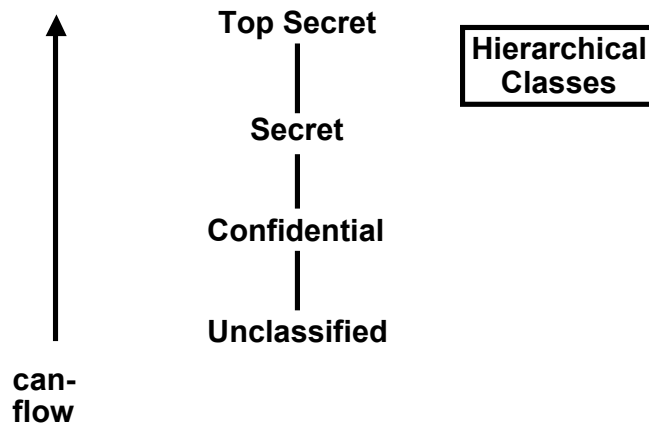 Top Secret
Hierarchical
Classes
Secret
Confidential
Unclassified
can-
flow